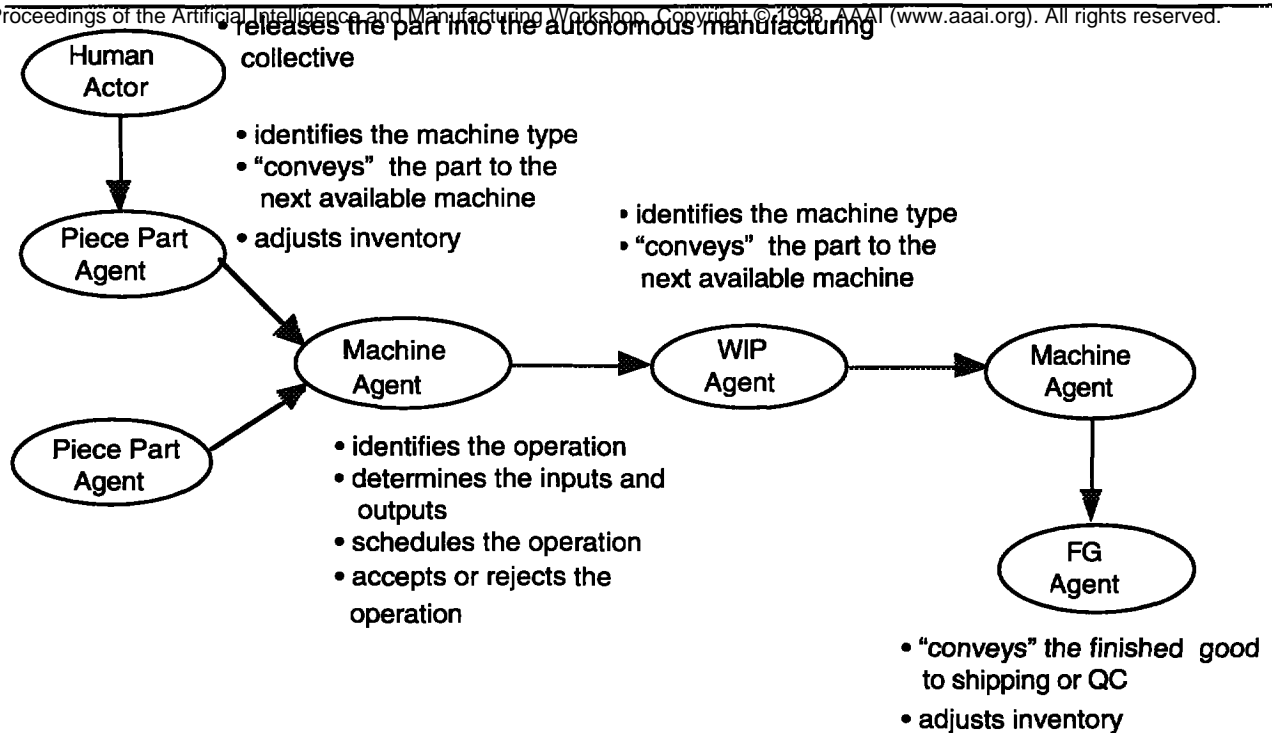 Proceedings of the Artificial Intelligence and Manufacturing Workshop. Copyright © 1998, AAAI (www.aaai.org). All rights reserved.
• releases the part into the autonomous manufacturing
collective
Human
Actor
• identifies the machine type
• “conveys” the part to the
next available machine
• adjusts inventory
Piece Part
Agent
• identifies the machine type
• “conveys” the part to the
next available machine
Machine
Agent
WIP
Agent
Machine
Agent
Piece Part
Agent
• identifies the operation
• determines the inputs and
outputs
• schedules the operation
• accepts or rejects the
operation
FG
Agent
• “conveys” the finished good
to shipping or QC
• adjusts inventory